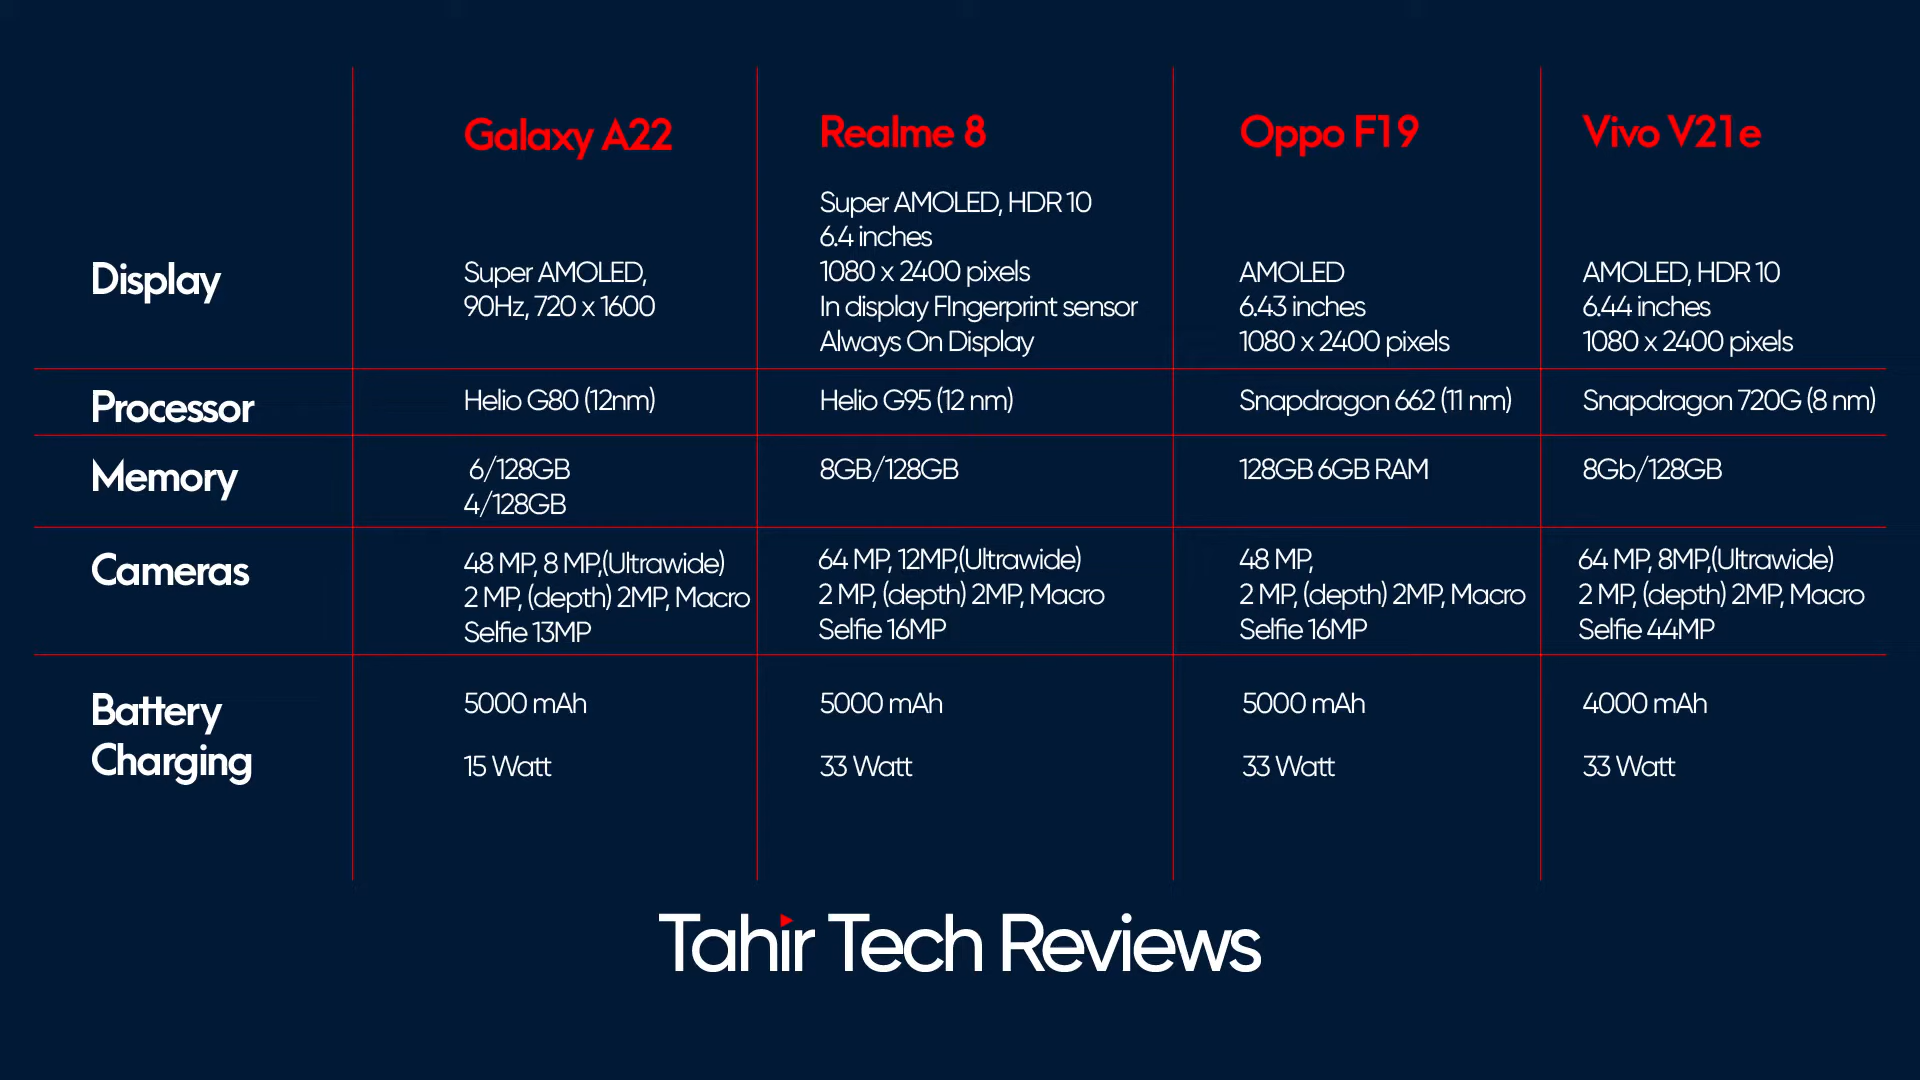 Galaxy A22
Realme 8
Oppo F19
Vivo V21e
Display
Super AMOLED,
90Hz, 720 x 1600
Super AMOLED, HDR 10
6.4 inches
1080 x 2400 pixels
In display FIngerprint sensor
Always On Display
AMOLED
6.43 inches
1080 x 2400 pixels
AMOLED, HDR 10
6.44 inches
1080 x 2400 pixels
Processor
Helio G80 (12nm)
Helio G95 (12 nm)
Snapdragon 662 (11 nm)
Snapdragon 720G (8 nm)
Memory
6/128GB
4/128GB
8GB/128GB
128GB 6GB RAM
8Gb/128GB
Cameras
48 MP, 8 MP,(Ultrawide)
2 MP, (depth) 2MP, Macro
Selfie 13MP
64 MP, 12MP,(Ultrawide)
2 MP, (depth) 2MP, Macro
Selfie 16MP
48 MP,
2 MP, (depth) 2MP, Macro
Selfie 16MP
64 MP, 8MP,(Ultrawide)
2 MP, (depth) 2MP, Macro
Selfie 44MP
Battery
Charging
5000 mAh
15 Watt
5000 mAh
33 Watt
5000 mAh
33 Watt
4000 mAh
33 Watt
Tahir Tech Reviews